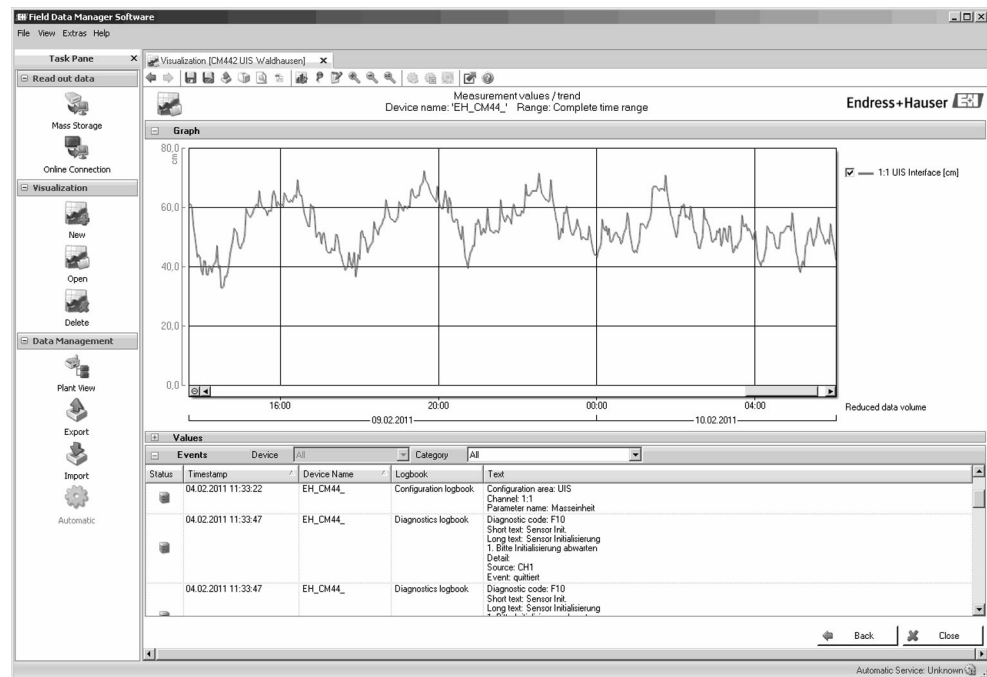 Field Data Manager Software
File View Extras Help
Task Pane X
Read out data
Mass Storage
Online Connection
Visualization
New
Open
Delete
Data Management
Plant View
Export
Import
Automatic
Visualization [CM442 UIS Waldhausen] X
Measurement values / trend
Device name: 'EH_CM44_' Range: Complete time range
Endress+Hauser EH
Graph
80,0
cm
60,0
40,0
20,0
0,0
16:00 20:00 00:00 04:00
09.02.2011 10.02.2011
1:1 UIS Interface [cm]
Reduced data volume
Values
Events Device All Category All
Status Timestamp Device Name Logbook Text
04.02.2011 11:33:22 EH_CM44_ Configuration logbook Configuration area: UIS
Channel: 1:1
Parameter name: Masseinheit
04.02.2011 11:33:47 EH_CM44_ Diagnostics logbook Diagnostic code: F10
Short text: Sensor Init.
Long text: Sensor Initialisierung
1. Bitte Initialisierung abwarten
Detail:
Source: CH1
Event: quittiert
04.02.2011 11:33:47 EH_CM44_ Diagnostics logbook Diagnostic code: F10
Short text: Sensor Init.
Long text: Sensor Initialisierung
Back Close
Automatic Service: Unknown